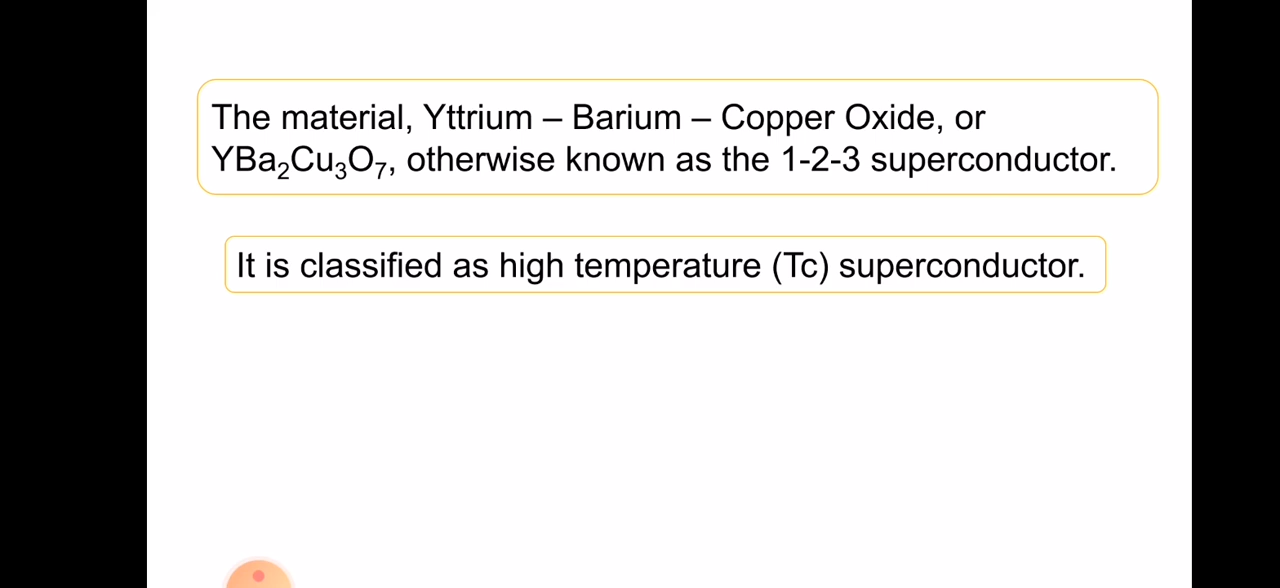 The material, Yttrium – Barium – Copper Oxide, or
YBa₂Cu₃O₇, otherwise known as the 1-2-3 superconductor.
It is classified as high temperature (Tc) superconductor.